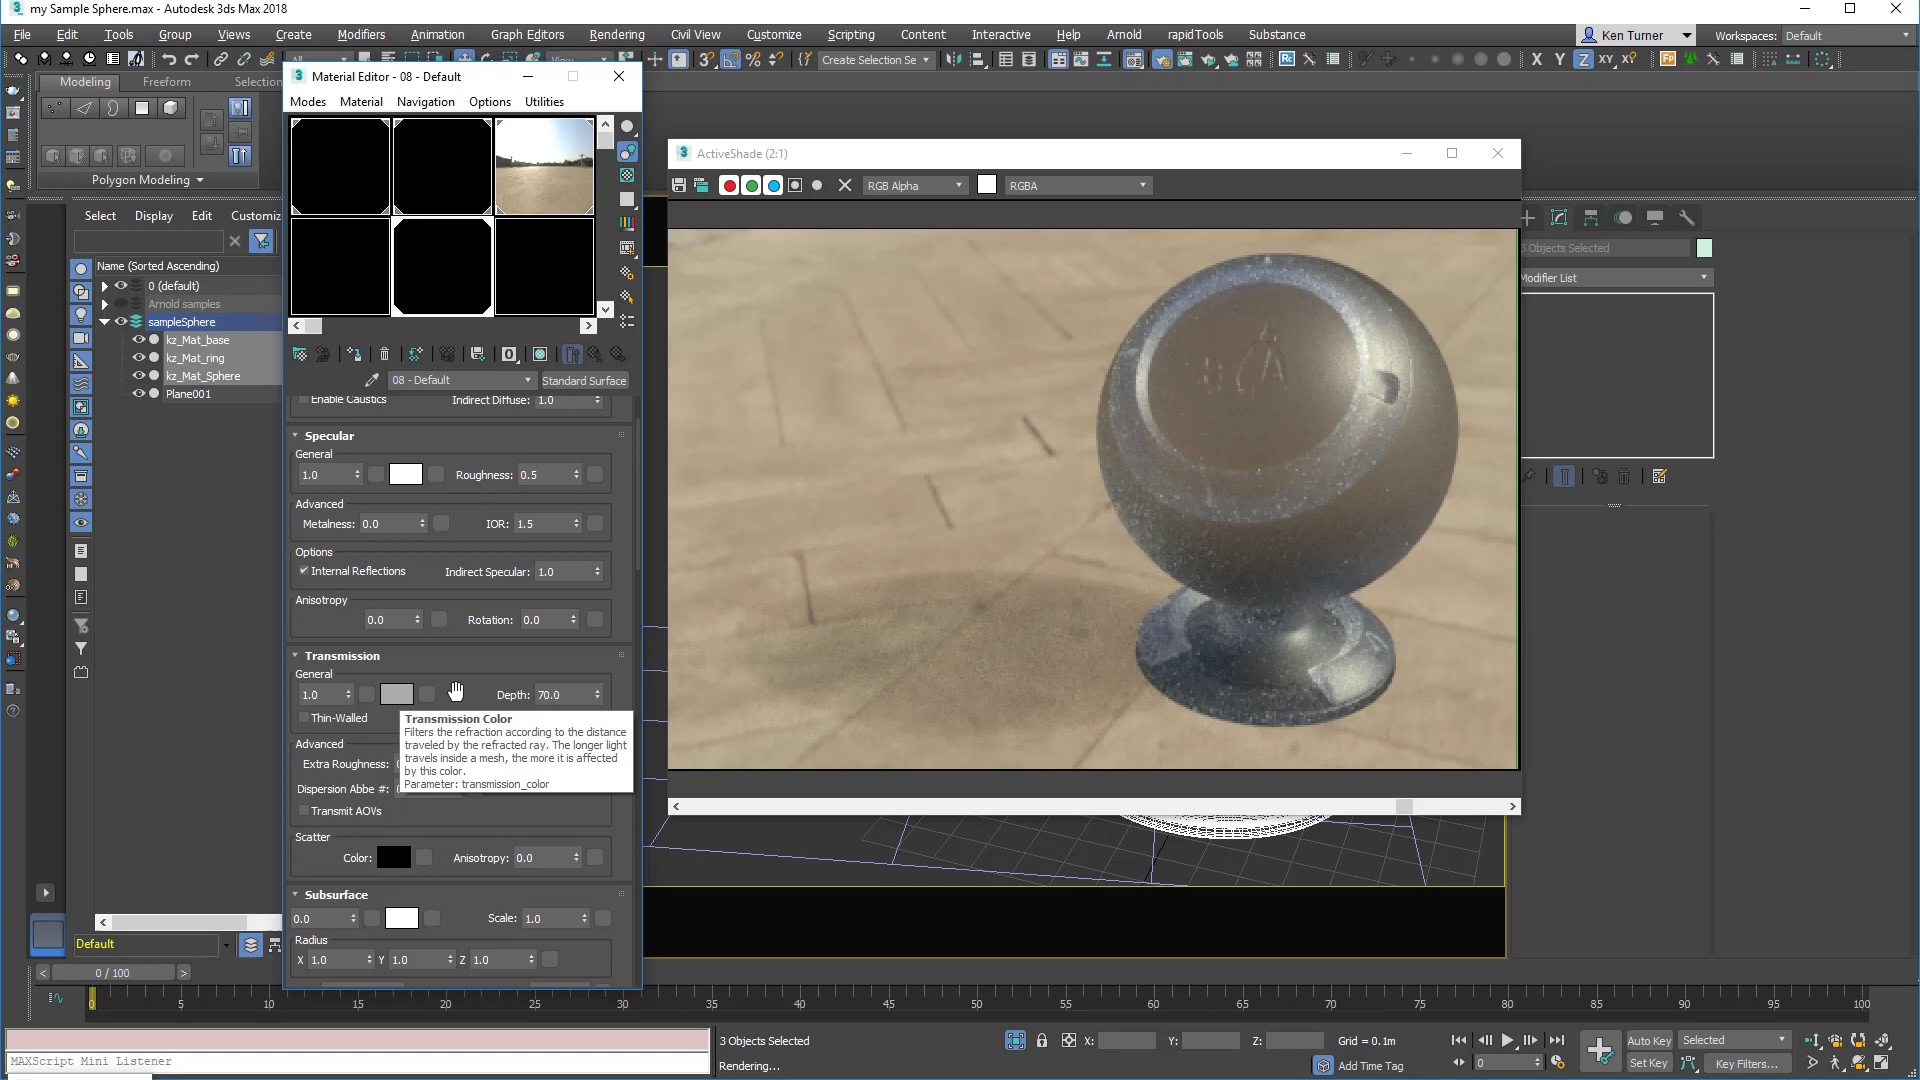 my Sample Sphere.max - Autodesk 3ds Max 2018
File Edit Tools Group Views Create Modifiers Animation Graph Editors Rendering Civil View Customize Scripting Content Interactive Help Arnold rapidTools Substance
Ken Turner Workspaces: Default
Create Selection Se
X Y Z XY
Modeling Freeform Selection
Polygon Modeling
Select Display Edit Customiz
Name (Sorted Ascending)
0 (default)
Arnold samples
sampleSphere
kz_Mat_base
kz_Mat_ring
kz_Mat_Sphere
Plane001
Default
0 / 100
Material Editor - 08 - Default
Modes Material Navigation Options Utilities
08 - Default Standard Surface
Enable Caustics Indirect Diffuse: 1.0
Specular
General
1.0 Roughness: 0.5
Advanced
Metalness: 0.0 IOR: 1.5
Options
Internal Reflections Indirect Specular: 1.0
Anisotropy
0.0 Rotation: 0.0
Transmission
General
1.0 Depth: 70.0
Thin-Walled
Transmission Color
Filters the refraction according to the distance
traveled by the refracted ray. The longer light
travels inside a mesh, the more it is affected
by this color.
Parameter: transmission_color
Advanced
Extra Roughness:
Dispersion Abbe #:
Transmit AOVs
Scatter
Color: Anisotropy: 0.0
Subsurface
0.0 Scale: 1.0
Radius
X 1.0 Y 1.0 Z 1.0
ActiveShade (2:1)
RGB Alpha RGBA
3 Objects Selected
Modifier List
0 5 10 15 20 25 30 35 40 45 50 55 60 65 70 75 80 85 90 95 100
MAXScript Mini Listener
3 Objects Selected
Rendering...
X: Y: Z: Grid = 0.1m
Add Time Tag
0
Auto Key Selected
Set Key Key Filters...